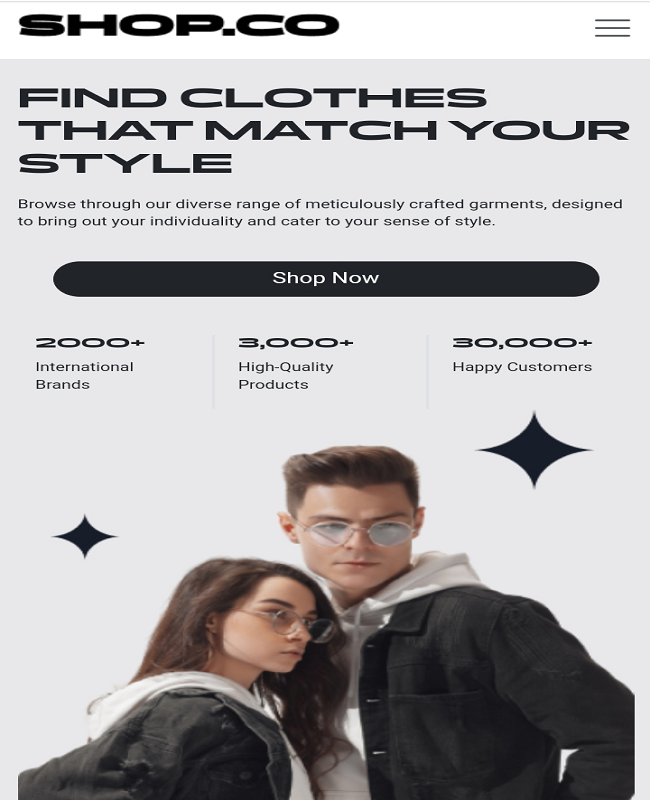 SHOP.CO
FIND CLOTHES
THAT MATCH YOUR
STYLE
Browse through our diverse range of meticulously crafted garments, designed
to bring out your individuality and cater to your sense of style.
Shop Now
2000+
International
Brands
3,000+
High-Quality
Products
30,000+
Happy Customers